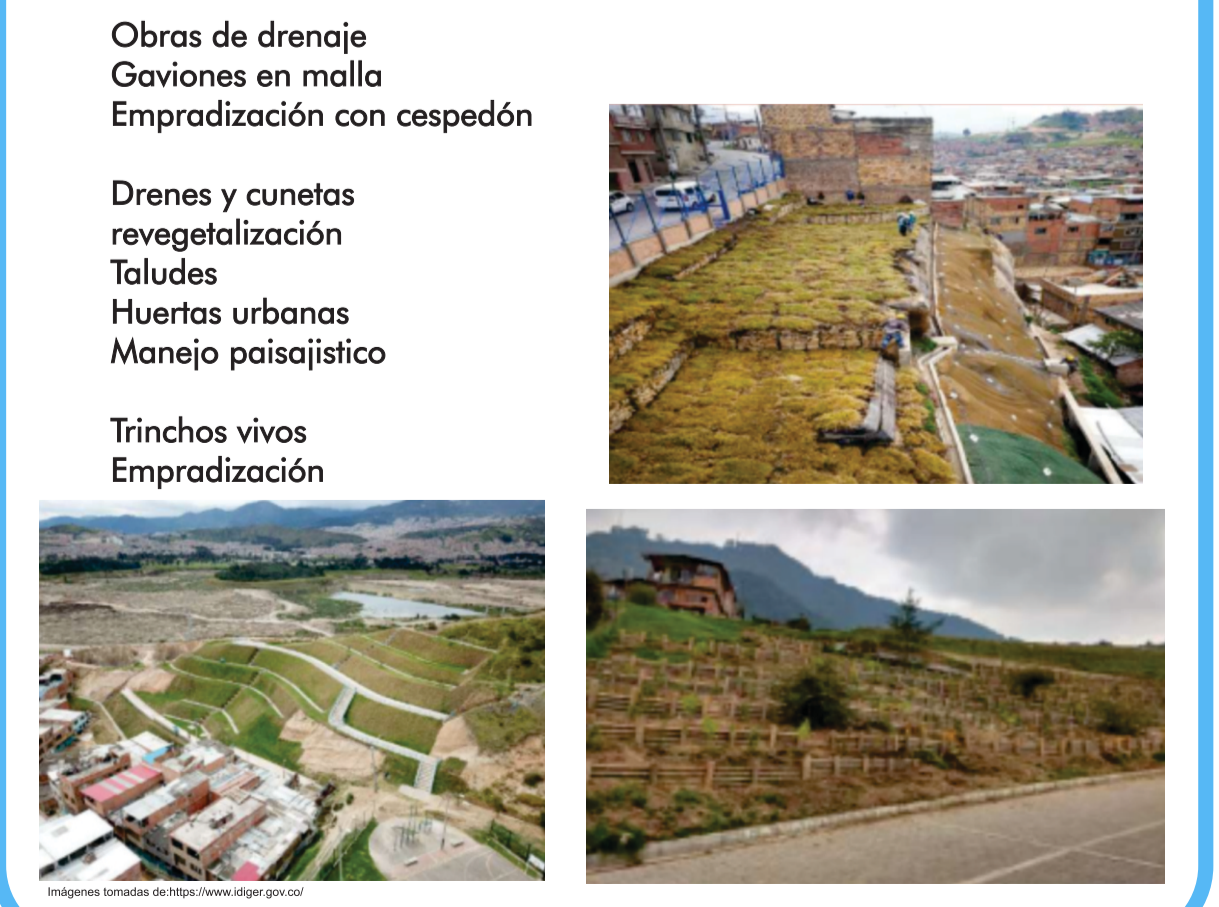 Obras de drenaje
Gaviones en malla
Empradización con cespedón
Drenes y cunetas
revegetalización
Taludes
Huertas urbanas
Manejo paisajistico
Trinchos vivos
Empradización
Imágenes tomadas de:https://www.idiger.gov.co/